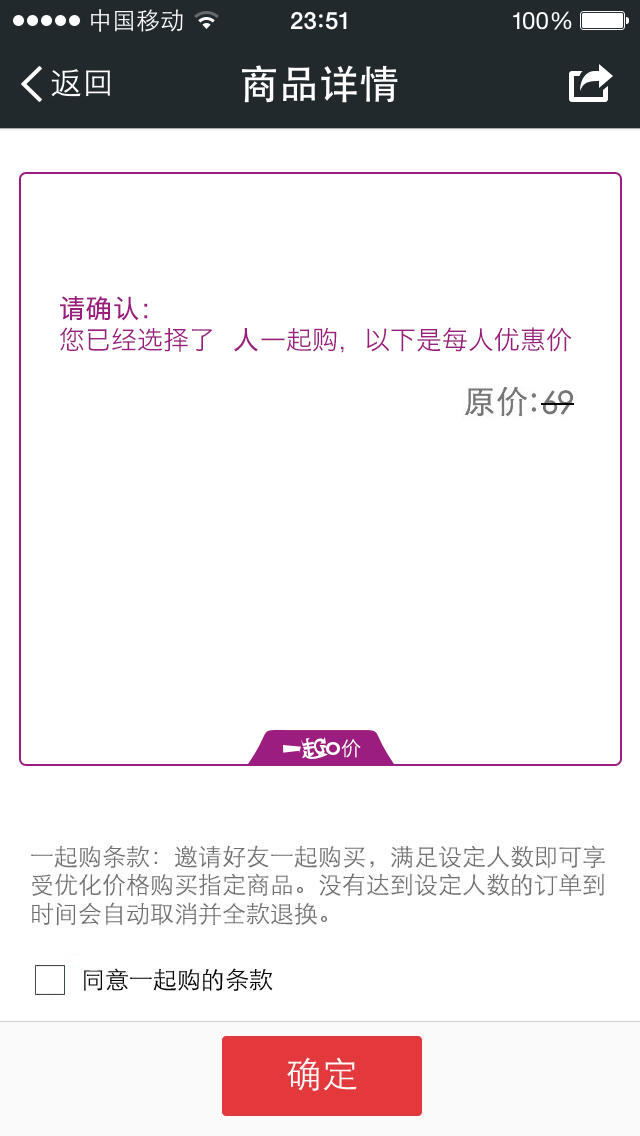 中国移动 23:51 100%
返回 商品详情
请确认：
您已经选择了 人一起购，以下是每人优惠价
原价:69
一起Go价
一起购条款：邀请好友一起购买，满足设定人数即可享
受优化价格购买指定商品。没有达到设定人数的订单到
时间会自动取消并全款退换。
同意一起购的条款
确定